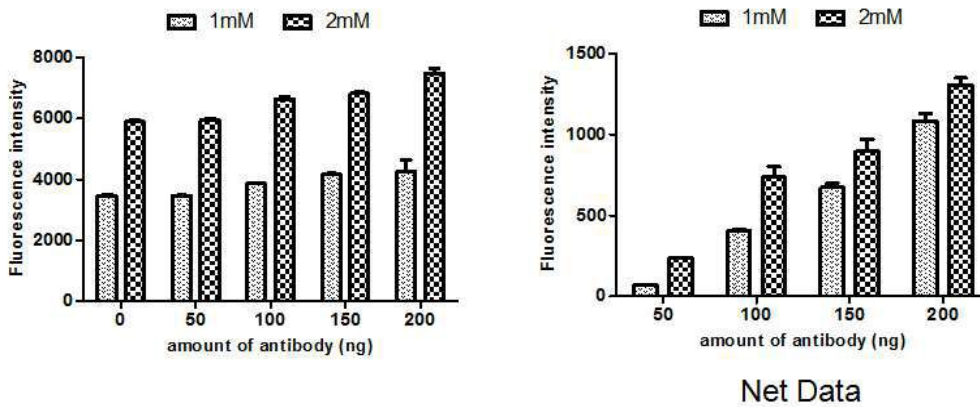 1mM 2mM
Fluorescence intensity
8000
6000
4000
2000
0
0 50 100 150 200
amount of antibody (ng)
1mM 2mM
Fluorescence intensity
1500
1000
500
0
50 100 150 200
amount of antibody (ng)
Net Data